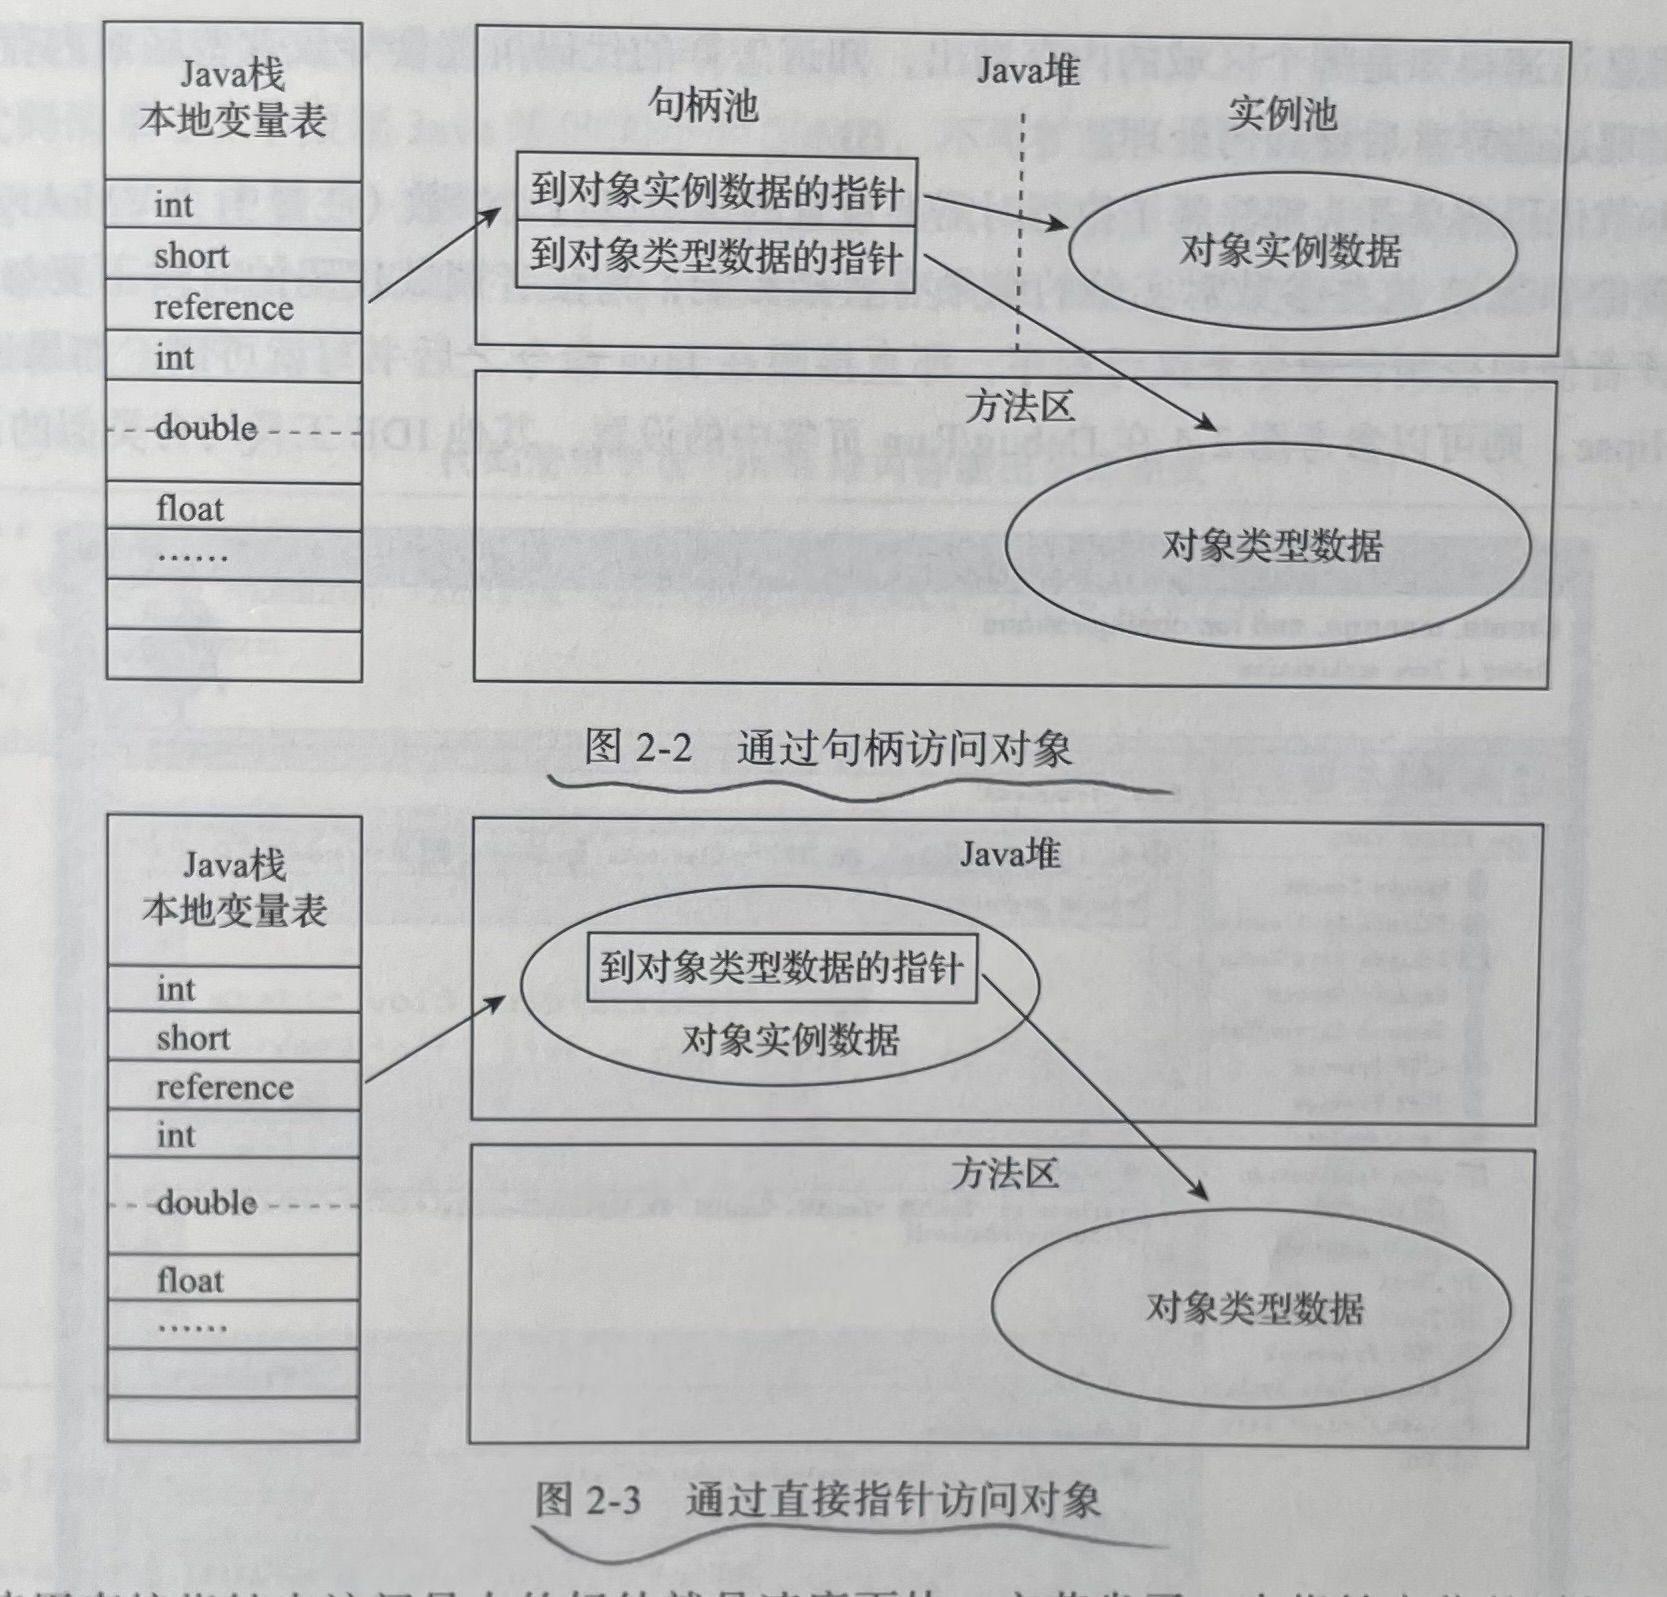 Java栈
本地变量表
int
short
reference
int
double
float
……
Java堆
句柄池
实例池
到对象实例数据的指针
到对象类型数据的指针
对象实例数据
方法区
对象类型数据
图 2-2 通过句柄访问对象
Java栈
本地变量表
int
short
reference
int
double
float
……
Java堆
到对象类型数据的指针
对象实例数据
方法区
对象类型数据
图 2-3 通过直接指针访问对象